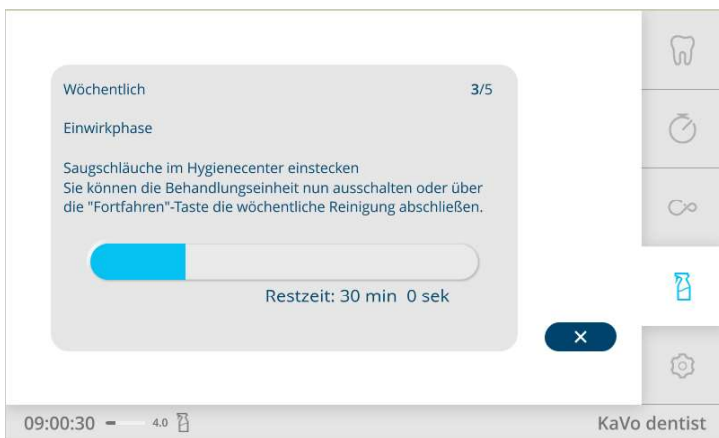 Wöchentlich 3/5
Einwirkphase
Saugschläuche im Hygienecenter einstecken
Sie können die Behandlungseinheit nun ausschalten oder über
die "Fortfahren"-Taste die wöchentliche Reinigung abschließen.
Restzeit: 30 min 0 sek
09:00:30 4.0 KaVo dentist